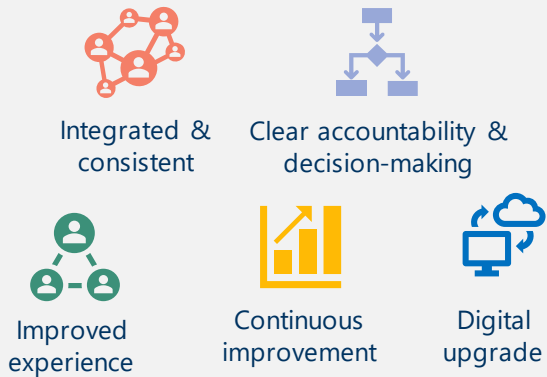 Integrated &
consistent
Clear accountability &
decision-making
Improved
experience
Continuous
improvement
Digital
upgrade